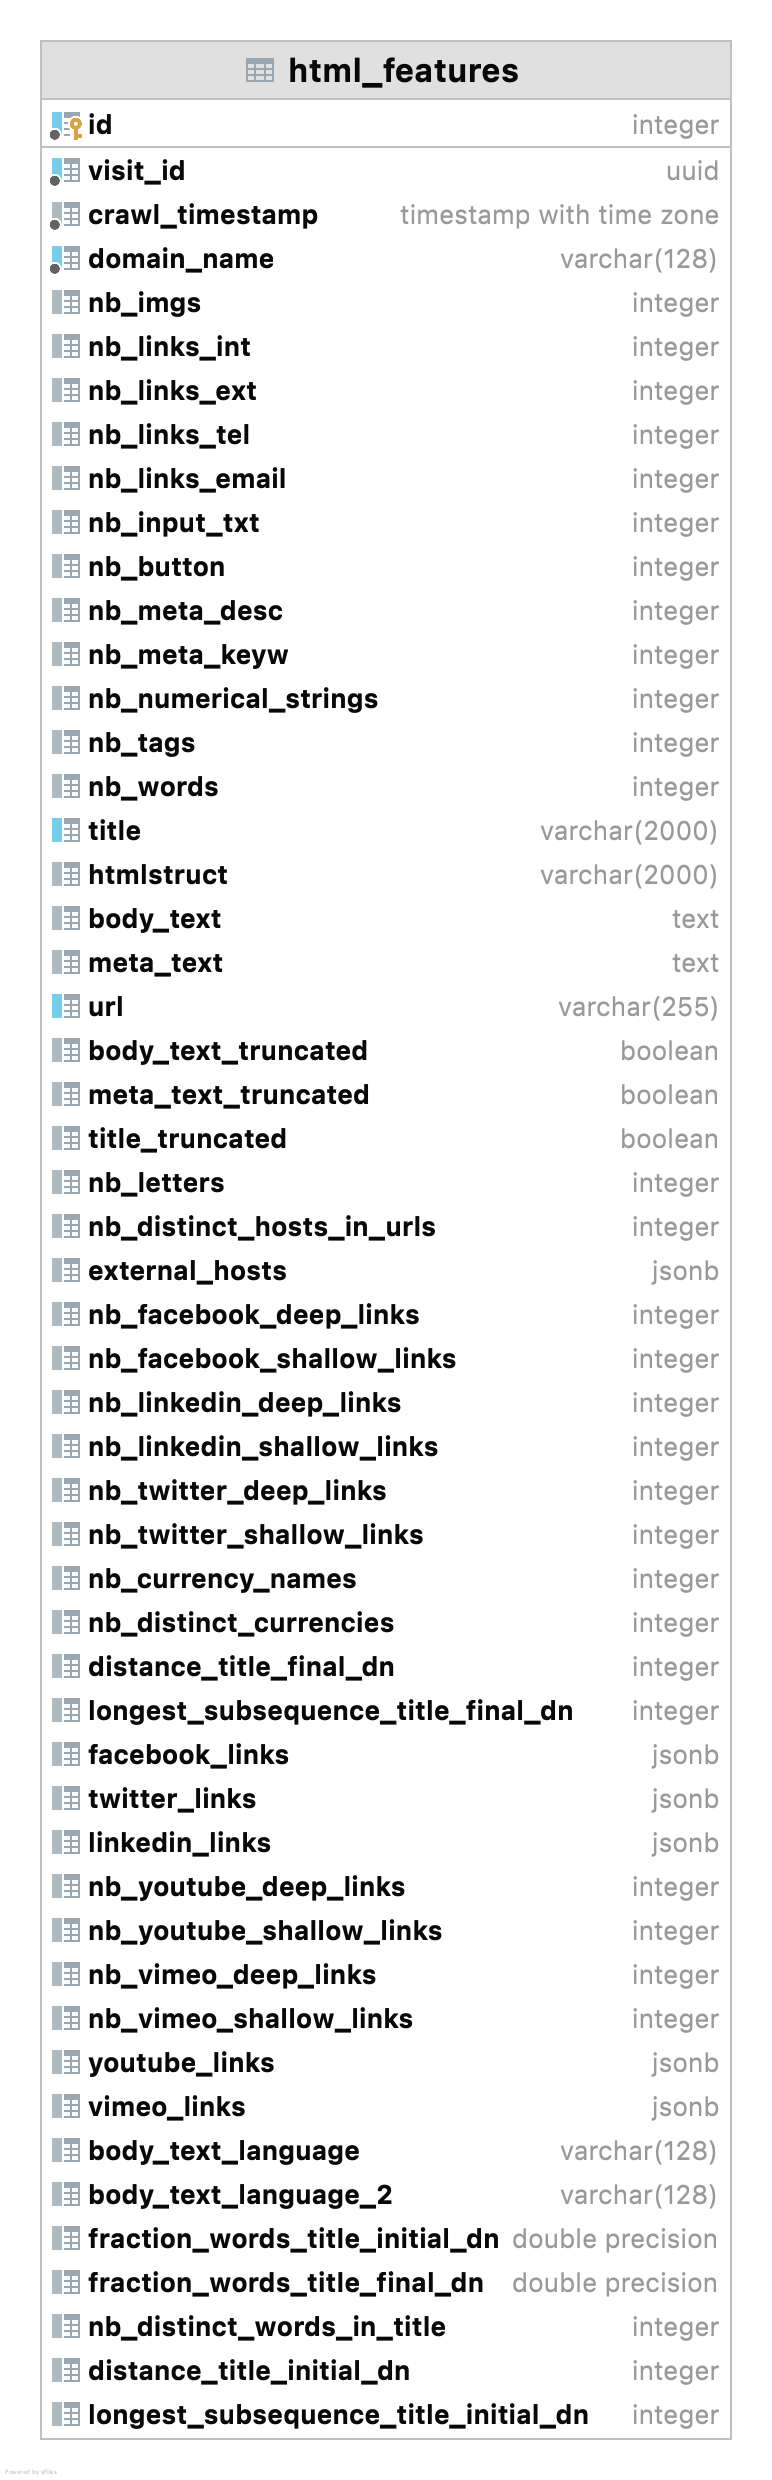 html_features
id integer
visit_id uuid
crawl_timestamp timestamp with time zone
domain_name varchar(128)
nb_imgs integer
nb_links_int integer
nb_links_ext integer
nb_links_tel integer
nb_links_email integer
nb_input_txt integer
nb_button integer
nb_meta_desc integer
nb_meta_keyw integer
nb_numerical_strings integer
nb_tags integer
nb_words integer
title varchar(2000)
htmlstruct varchar(2000)
body_text text
meta_text text
url varchar(255)
body_text_truncated boolean
meta_text_truncated boolean
title_truncated boolean
nb_letters integer
nb_distinct_hosts_in_urls integer
external_hosts jsonb
nb_facebook_deep_links integer
nb_facebook_shallow_links integer
nb_linkedin_deep_links integer
nb_linkedin_shallow_links integer
nb_twitter_deep_links integer
nb_twitter_shallow_links integer
nb_currency_names integer
nb_distinct_currencies integer
distance_title_final_dn integer
longest_subsequence_title_final_dn integer
facebook_links jsonb
twitter_links jsonb
linkedin_links jsonb
nb_youtube_deep_links integer
nb_youtube_shallow_links integer
nb_vimeo_deep_links integer
nb_vimeo_shallow_links integer
youtube_links jsonb
vimeo_links jsonb
body_text_language varchar(128)
body_text_language_2 varchar(128)
fraction_words_title_initial_dn double precision
fraction_words_title_final_dn double precision
nb_distinct_words_in_title integer
distance_title_initial_dn integer
longest_subsequence_title_initial_dn integer
Powered by yFiles